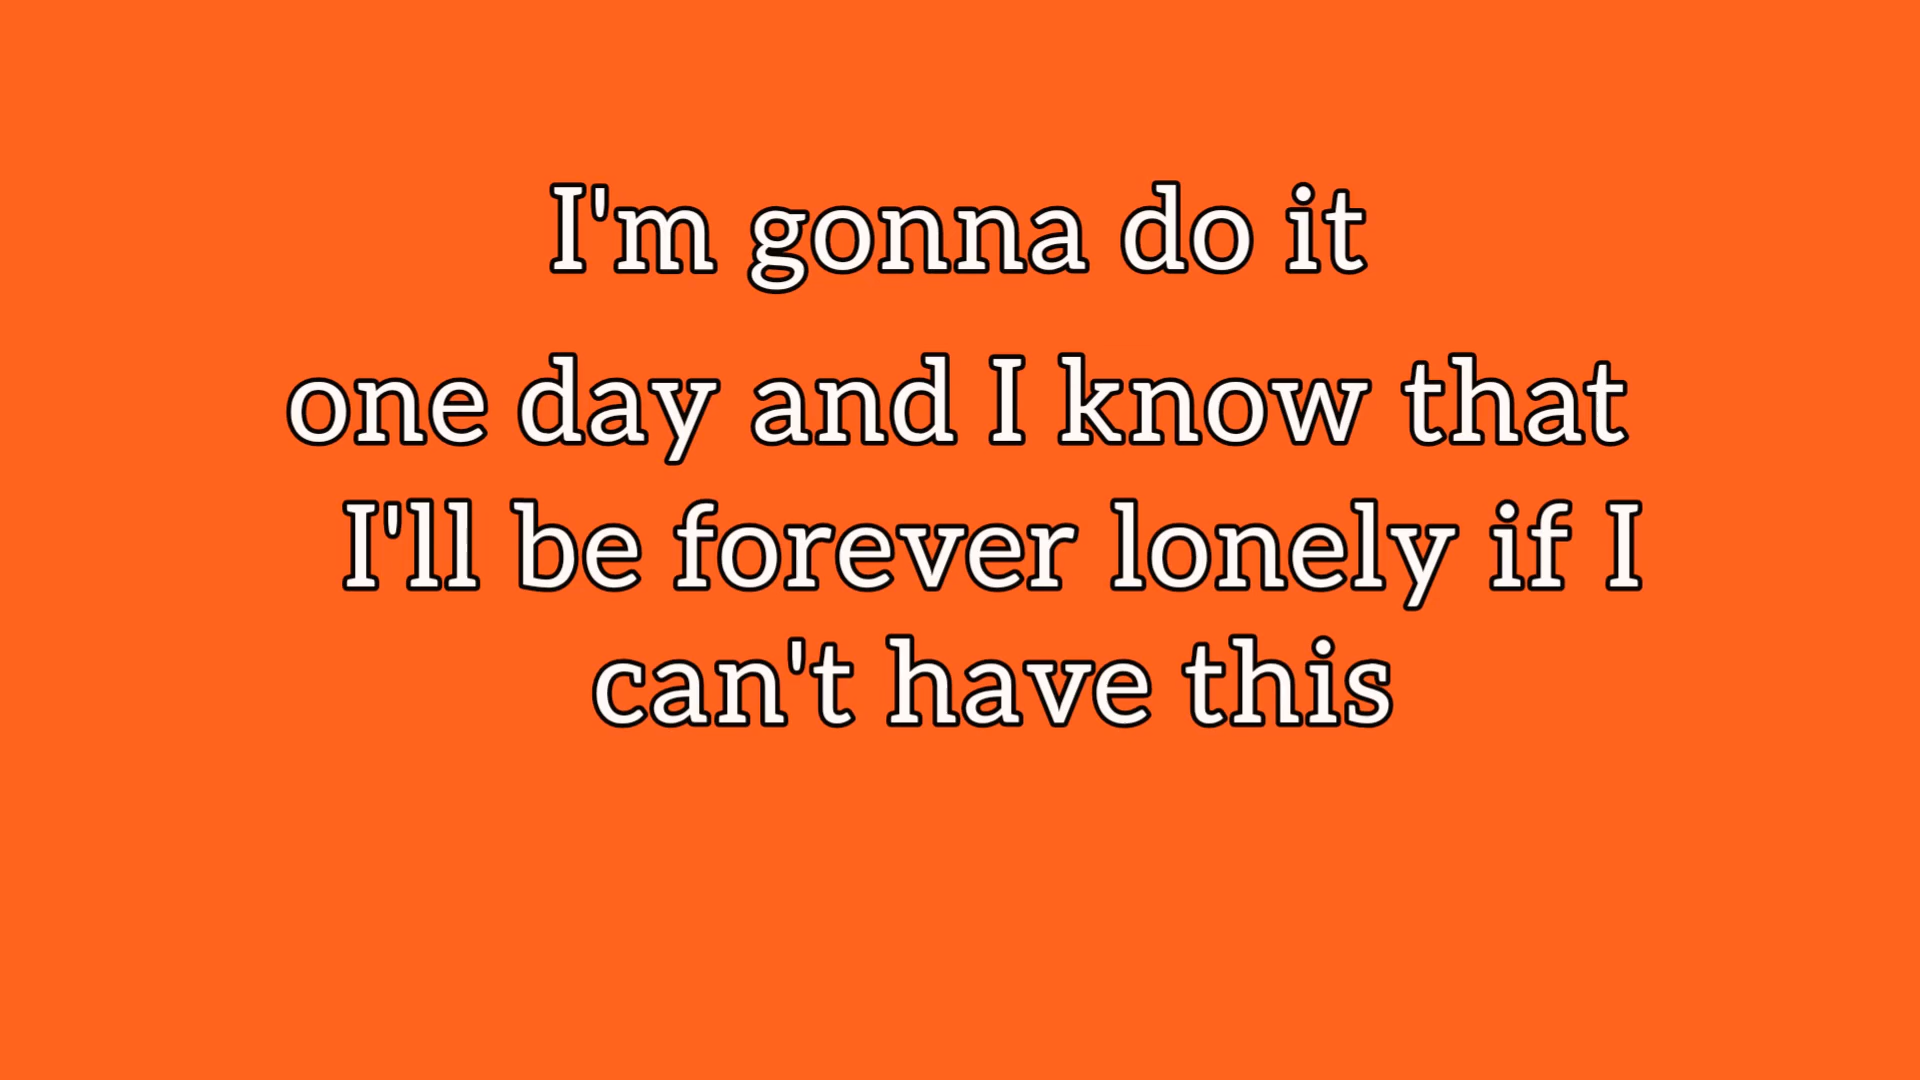 I'm gonna do it
one day and I know that
I'll be forever lonely if I
can't have this